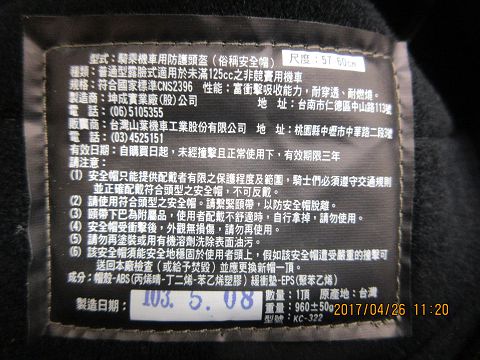 型式:騎乘機車用防護頭盔(俗稱安全帽) 尺度:57-60cm
種類:普通型露臉式適用於未滿125cc之非競賽用機車
規格:符合國家標準CNS2396 性能:富衝擊吸收能力,耐穿透、耐燃燒。
製造商:坤成實業廠(股)公司 地 址:台南市仁德區中山路113號
電 話:(06)5105355
販賣商:台灣山葉機車工業股份有限公司 地 址:桃園縣中壢市中華路二段3號
電 話:(03)4525151
有效日期:自購買日起,未經撞擊且正常使用下,有效期限三年
請注意:
(1) 安全帽只能提供配戴者有限之保護程度及範圍,騎士們必須遵守交通規則
並正確配戴符合頭型之安全帽,不可反戴。
(2) 請使用符合頭型之安全帽。請繫緊頤帶,以防安全帽脫離。
(3) 頤帶下巴為附屬品,使用者配戴不舒適時,自行拿掉,請勿使用。
(4) 安全帽受衝擊後,外觀無損傷,請勿再使用。
(5) 請勿再塗裝或用有機溶劑洗除表面油污。
(6) 該安全帽須能安全地穩固於使用者頭上,假如該安全帽遭受嚴重的撞擊可
送回本廠檢查(或給予焚毀)並應更換新帽一頂。
成分:帽殼-ABS(丙烯晴-丁二烯-苯乙烯塑膠) 緩衝墊-EPS(聚苯乙烯)
製造日期:103.5.08 數量:1頂 原產地:台灣
重量:960±50g
型號:KC-322
2017/04/26 11:20